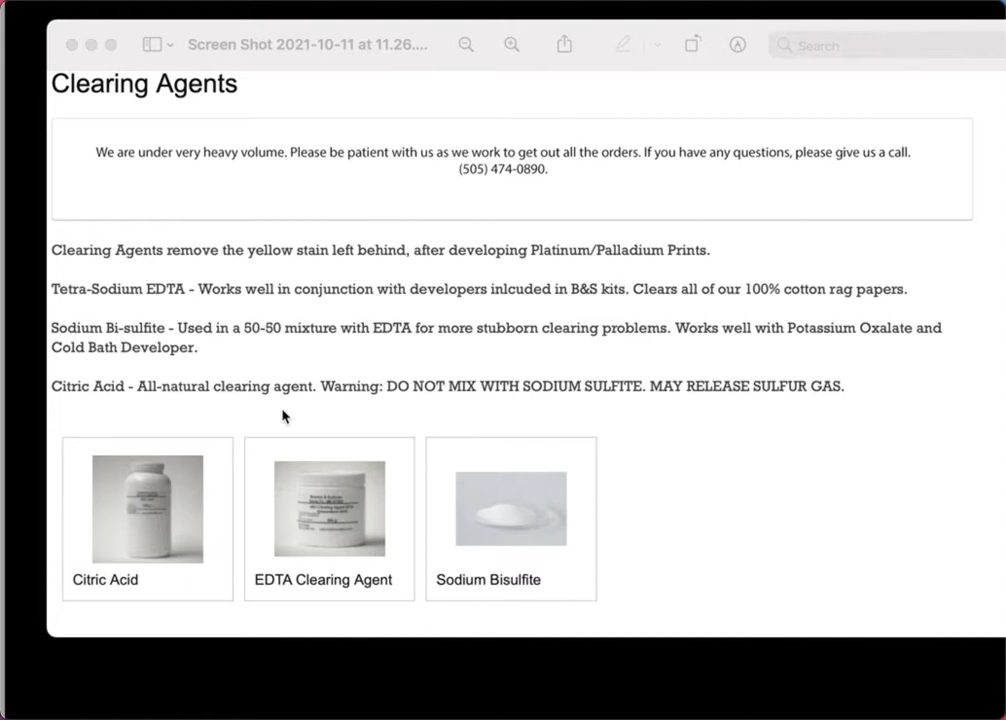 Screen Shot 2021-10-11 at 11.26....
Search
Clearing Agents
We are under very heavy volume. Please be patient with us as we work to get out all the orders. If you have any questions, please give us a call.
(505) 474-0890.
Clearing Agents remove the yellow stain left behind, after developing Platinum/Palladium Prints.
Tetra-Sodium EDTA - Works well in conjunction with developers inlcuded in B&S kits. Clears all of our 100% cotton rag papers.
Sodium Bi-sulfite - Used in a 50-50 mixture with EDTA for more stubborn clearing problems. Works well with Potassium Oxalate and
Cold Bath Developer.
Citric Acid - All-natural clearing agent. Warning: DO NOT MIX WITH SODIUM SULFITE. MAY RELEASE SULFUR GAS.
Citric Acid
EDTA Clearing Agent
Sodium Bisulfite